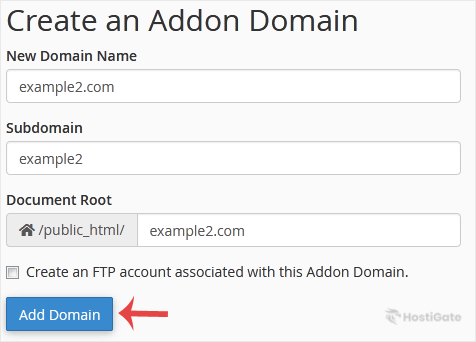 Create an Addon Domain
New Domain Name
example2.com
Subdomain
example2
Document Root
/public_html/ example2.com
Create an FTP account associated with this Addon Domain.
Add Domain
HostiGate